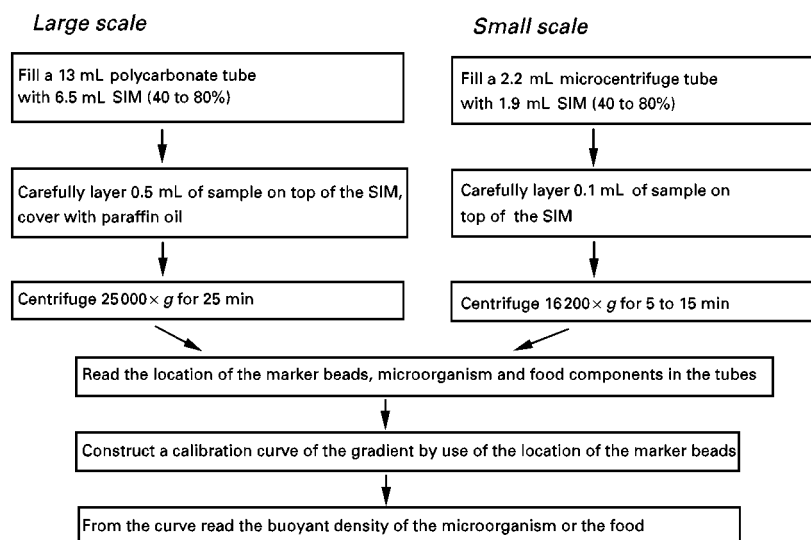 Large scale
Small scale
Fill a 13 mL polycarbonate tube
with 6.5 mL SIM (40 to 80%)
Fill a 2.2 mL microcentrifuge tube
with 1.9 mL SIM (40 to 80%)
Carefully layer 0.5 mL of sample on top of the SIM,
cover with paraffin oil
Carefully layer 0.1 mL of sample on
top of the SIM
Centrifuge 25 000 × g for 25 min
Centrifuge 16 200 × g for 5 to 15 min
Read the location of the marker beads, microorganism and food components in the tubes
Construct a calibration curve of the gradient by use of the location of the marker beads
From the curve read the buoyant density of the microorganism or the food